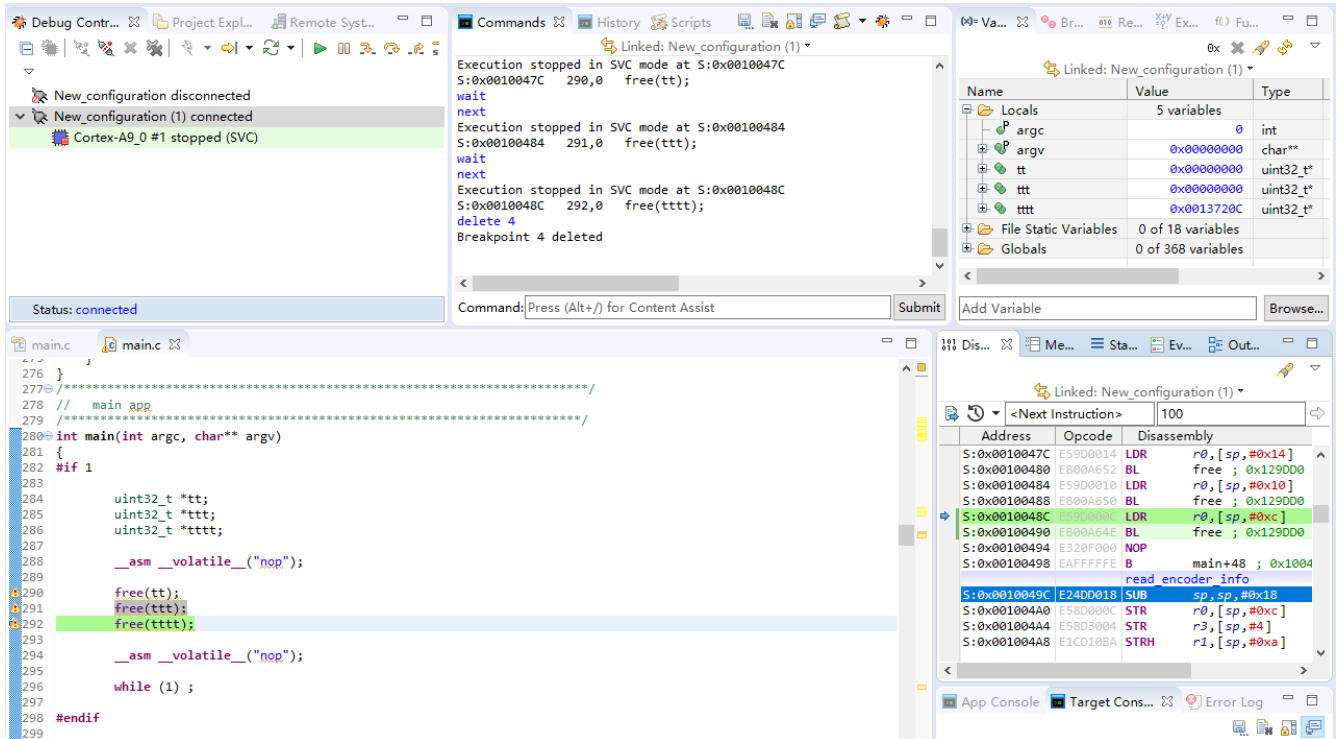 Debug Contr... Project Expl... Remote Syst...
New_configuration disconnected
New_configuration (1) connected
Cortex-A9_0 #1 stopped (SVC)
Status: connected
Commands History Scripts
Linked: New_configuration (1)
Execution stopped in SVC mode at S:0x0010047C
S:0x0010047C 290,0 free(tt);
wait
next
Execution stopped in SVC mode at S:0x00100484
S:0x00100484 291,0 free(ttt);
wait
next
Execution stopped in SVC mode at S:0x0010048C
S:0x0010048C 292,0 free(tttt);
delete 4
Breakpoint 4 deleted
Command: Press (Alt+/) for Content Assist Submit
(x)= Va... Br... 010 Re... Ex... f() Fu...
0x
Linked: New_configuration (1)
Name Value Type
Locals 5 variables
argc 0 int
argv 0x00000000 char**
tt 0x00000000 uint32_t*
ttt 0x00000000 uint32_t*
tttt 0x0013720C uint32_t*
File Static Variables 0 of 18 variables
Globals 0 of 368 variables
Add Variable Browse...
main.c main.c
275 }
276 }
277 /************************************************************************/
278 // main app
279 /***********************************************************************/
280 int main(int argc, char** argv)
281 {
282 #if 1
283
284 uint32_t *tt;
285 uint32_t *ttt;
286 uint32_t *tttt;
287
288 __asm __volatile__("nop");
289
290 free(tt);
291 free(ttt);
292 free(tttt);
293
294 __asm __volatile__("nop");
295
296 while (1) ;
297
298 #endif
299
Dis... Me... Sta... Ev... Out...
Linked: New_configuration (1)
<Next Instruction> 100
Address Opcode Disassembly
S:0x0010047C E59D0014 LDR r0,[sp,#0x14]
S:0x00100480 EB00A652 BL free ; 0x129DD0
S:0x00100484 E59D0010 LDR r0,[sp,#0x10]
S:0x00100488 EB00A650 BL free ; 0x129DD0
S:0x0010048C E59D000C LDR r0,[sp,#0xc]
S:0x00100490 EB00A64E BL free ; 0x129DD0
S:0x00100494 E320F000 NOP
S:0x00100498 EAFFFFFE B main+48 ; 0x1004
read_encoder_info
S:0x0010049C E24DD018 SUB sp,sp,#0x18
S:0x001004A0 E58D000C STR r0,[sp,#0xc]
S:0x001004A4 E58D3004 STR r3,[sp,#4]
S:0x001004A8 E1CD10BA STRH r1,[sp,#0xa]
App Console Target Cons... Error Log